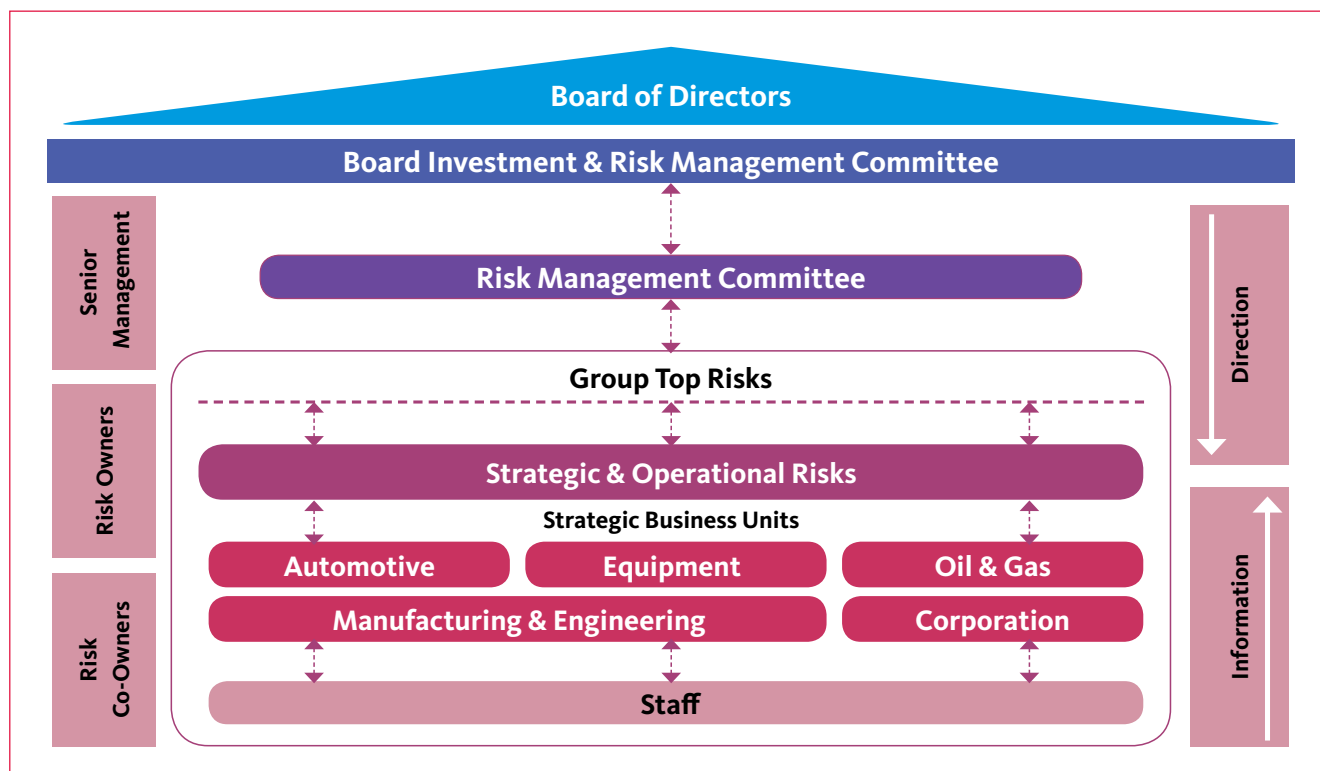 Board of Directors
Board Investment & Risk Management Committee
Senior
Management
Risk Management Committee
Direction
Group Top Risks
Risk Owners
Strategic & Operational Risks
Strategic Business Units
Automotive
Equipment
Oil & Gas
Manufacturing & Engineering
Corporation
Risk
Co-Owners
Information
Staff